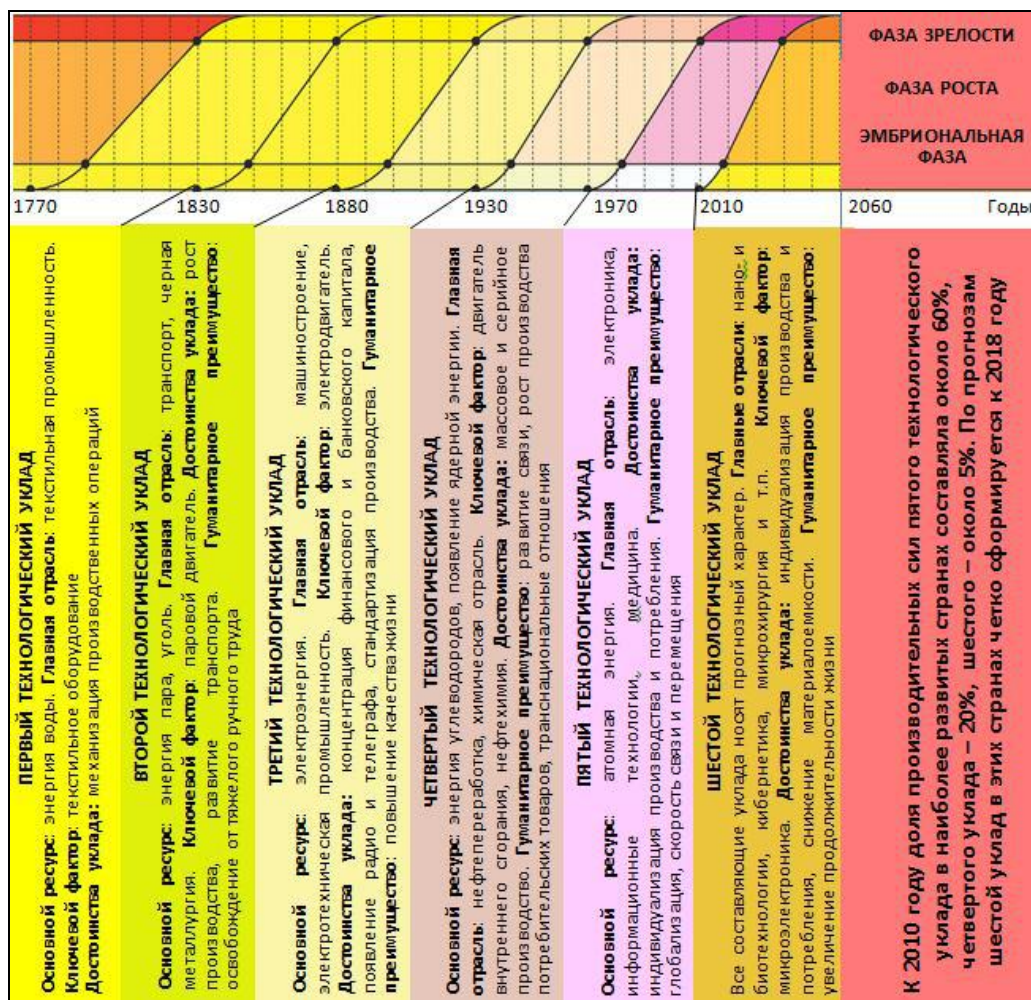 ФАЗА ЗРЕЛОСТИ
ФАЗА РОСТА
ЭМБРИОНАЛЬНАЯ
ФАЗА
1770
1830
1880
1930
1970
2010
2060
Годы
ПЕРВЫЙ ТЕХНОЛОГИЧЕСКИЙ УКЛАД
Основной ресурс: энергия воды. Главная отрасль: текстильная промышленность.
Ключевой фактор: текстильное оборудование
Достоинства уклада: механизация производственных операций
ВТОРОЙ ТЕХНОЛОГИЧЕСКИЙ УКЛАД
Основной ресурс: энергия пара, уголь. Главная отрасль: транспорт, черная
металлургия. Ключевой фактор: паровой двигатель. Достоинства уклада: рост
производства, развитие транспорта. Гуманитарное преимущество:
освобождение от тяжелого ручного труда
ТРЕТИЙ ТЕХНОЛОГИЧЕСКИЙ УКЛАД
Основной ресурс: электроэнергия. Главная отрасль: машиностроение,
электротехническая промышленность. Ключевой фактор: электродвигатель.
Достоинства уклада: концентрация финансового и банковского капитала,
появление радио и телеграфа, стандартизация производства. Гуманитарное
преимущество: повышение качества жизни
ЧЕТВЕРТЫЙ ТЕХНОЛОГИЧЕСКИЙ УКЛАД
Основной ресурс: энергия углеводородов, появление ядерной энергии. Главная
отрасль: нефтепереработка, химическая отрасль. Ключевой фактор: двигатель
внутреннего сгорания, нефтехимия. Достоинства уклада: массовое и серийное
производство. Гуманитарное преимущество: развитие связи, рост производства
потребительских товаров, транснациональные отношения
ПЯТЫЙ ТЕХНОЛОГИЧЕСКИЙ УКЛАД
Основной ресурс: атомная энергия. Главная отрасль: электроника,
информационные технологии, медицина. Достоинства уклада:
индивидуализация производства и потребления. Гуманитарное преимущество:
глобализация, скорость связи и перемещения
ШЕСТОЙ ТЕХНОЛОГИЧЕСКИЙ УКЛАД
Все составляющие уклада носят прогнозный характер. Главные отрасли: нано- и
биотехнологии, кибернетика, микрохирургия и т.п. Ключевой фактор:
микроэлектроника. Достоинства уклада: индивидуализация производства и
потребления, снижение материалоемкости. Гуманитарное преимущество:
увеличение продолжительности жизни
К 2010 году доля производительных сил пятого технологического
уклада в наиболее развитых странах составляла около 60%,
четвертого уклада – 20%, шестого – около 5%. По прогнозам
шестой уклад в этих странах четко сформируется к 2018 году